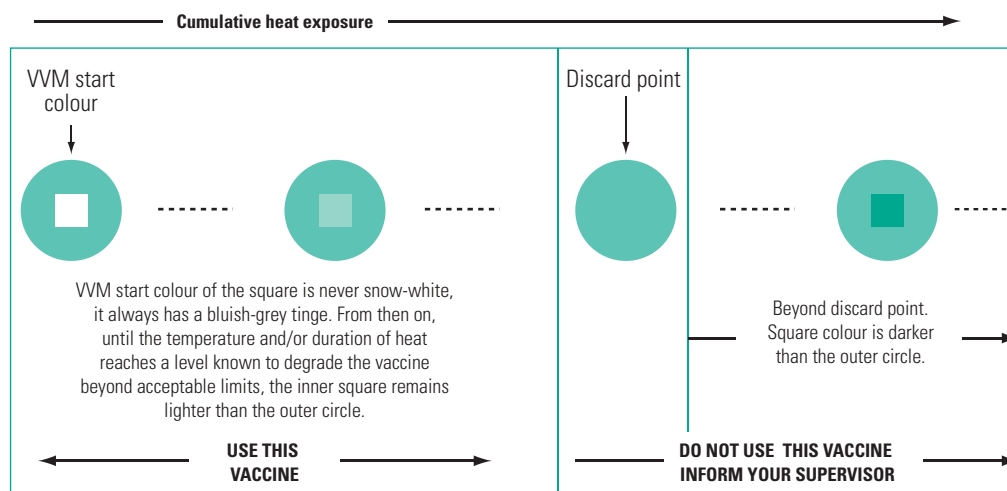 Cumulative heat exposure
VVM start
colour
Discard point
VVM start colour of the square is never snow-white,
it always has a bluish-grey tinge. From then on,
until the temperature and/or duration of heat
reaches a level known to degrade the vaccine
beyond acceptable limits, the inner square remains
lighter than the outer circle.
Beyond discard point.
Square colour is darker
than the outer circle.
USE THIS
VACCINE
DO NOT USE THIS VACCINE
INFORM YOUR SUPERVISOR